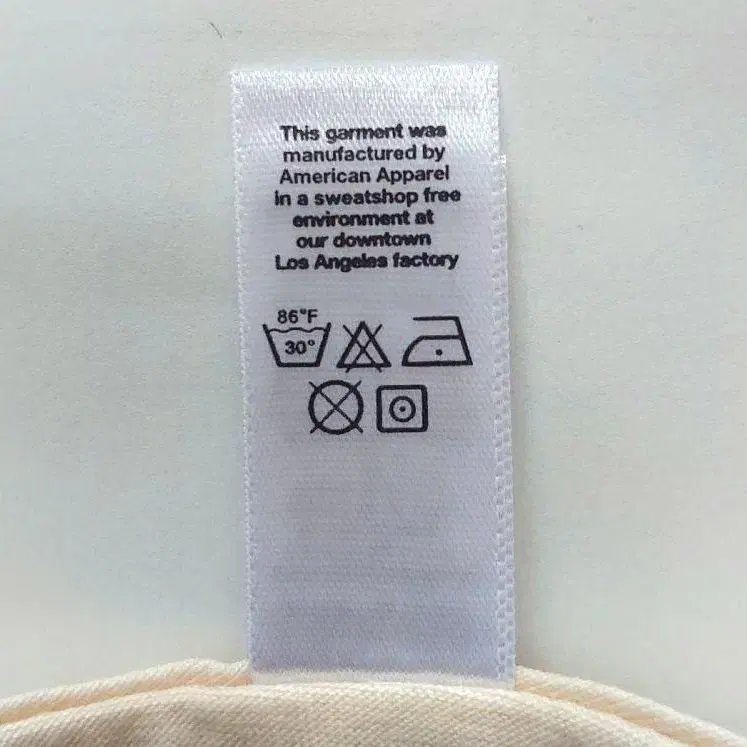 This garment was
manufactured by
American Apparel
in a sweatshop free
environment at
our downtown
Los Angeles factory
86°F
30°